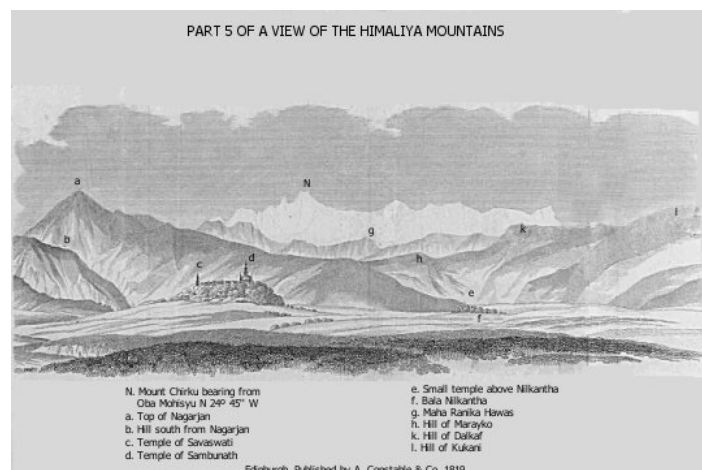 PART 5 OF A VIEW OF THE HIMALIYA MOUNTAINS
a
N
l
b
g
k
c
d
h
e
f
N. Mount Chirku bearing from
Oba Mohisyu N 24º 45" W
a. Top of Nagarjan
b. Hill south from Nagarjan
c. Temple of Savaswati
d. Temple of Sambunath
e. Small temple above Nilkantha
f. Bala Nilkantha
g. Maha Ranika Hawas
h. Hill of Marayko
k. Hill of Dalkaf
l. Hill of Kukani
Edinburgh, Published by A. Constable & Co. 1819